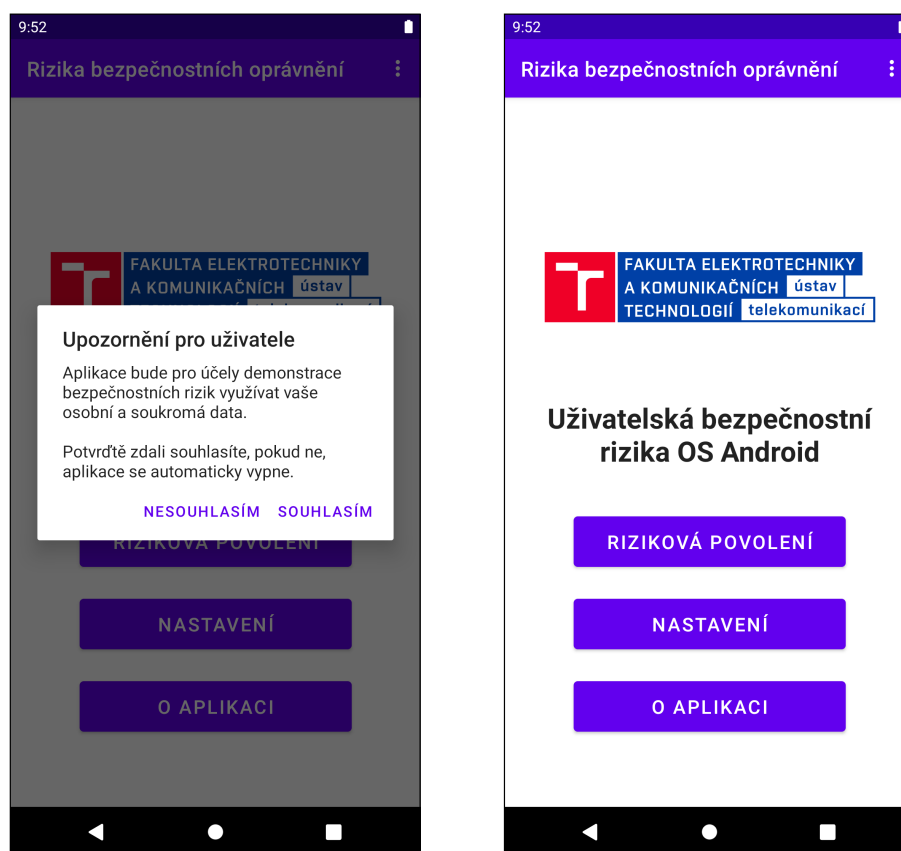 9:52
Rizika bezpečnostních oprávnění
FAKULTA ELEKTROTECHNIKY
A KOMUNIKAČNÍCH ústav
Upozornění pro uživatele
Aplikace bude pro účely demonstrace
bezpečnostních rizik využívat vaše
osobní a soukromá data.
Potvrďtě zdali souhlasíte, pokud ne,
aplikace se automaticky vypne.
NESOUHLASÍM SOUHLASÍM
RIZIKOVÁ POVOLENÍ
NASTAVENÍ
O APLIKACI
9:52
Rizika bezpečnostních oprávnění
FAKULTA ELEKTROTECHNIKY
A KOMUNIKAČNÍCH ústav
TECHNOLOGIÍ telekomunikací
Uživatelská bezpečnostní
rizika OS Android
RIZIKOVÁ POVOLENÍ
NASTAVENÍ
O APLIKACI